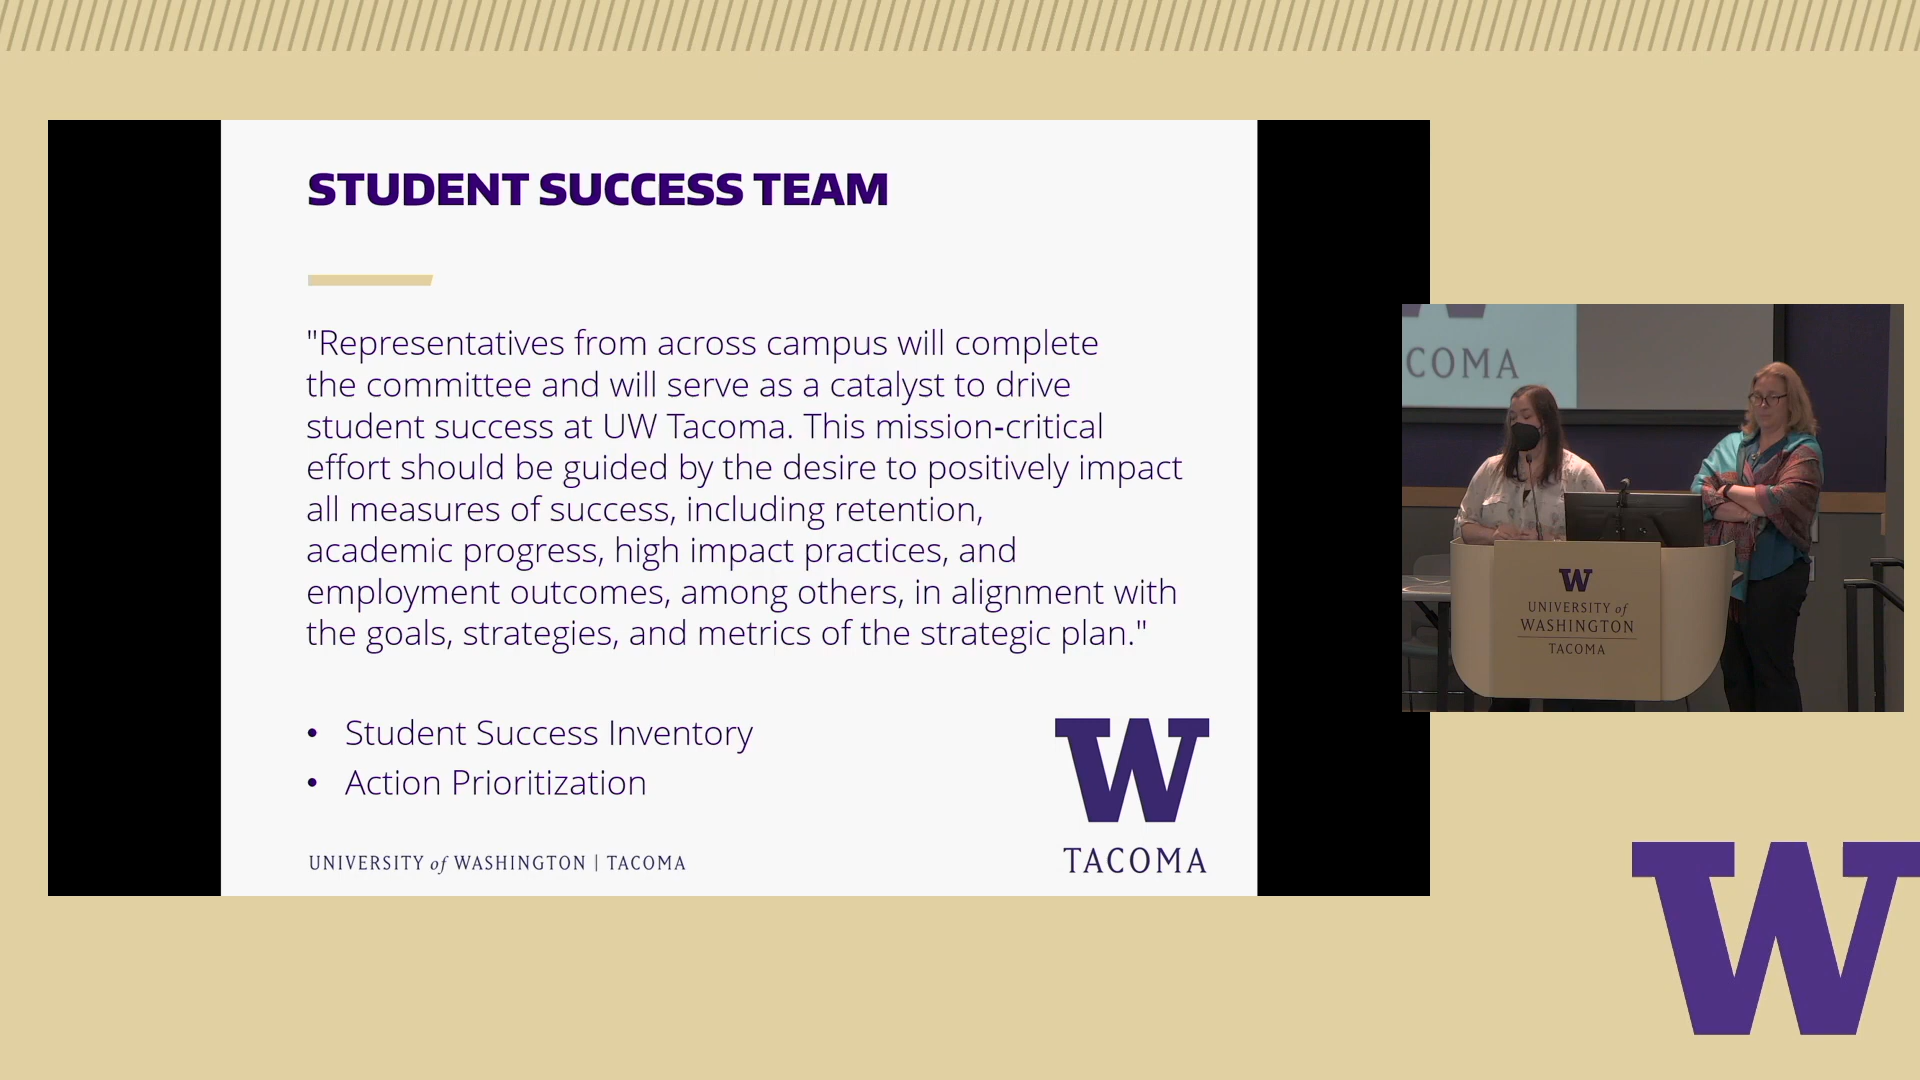 STUDENT SUCCESS TEAM
"Representatives from across campus will complete
the committee and will serve as a catalyst to drive
student success at UW Tacoma. This mission-critical
effort should be guided by the desire to positively impact
all measures of success, including retention,
academic progress, high impact practices, and
employment outcomes, among others, in alignment with
the goals, strategies, and metrics of the strategic plan."
• Student Success Inventory
• Action Prioritization
UNIVERSITY of WASHINGTON | TACOMA
W
TACOMA
COMA
W
UNIVERSITY of
WASHINGTON
TACOMA
W